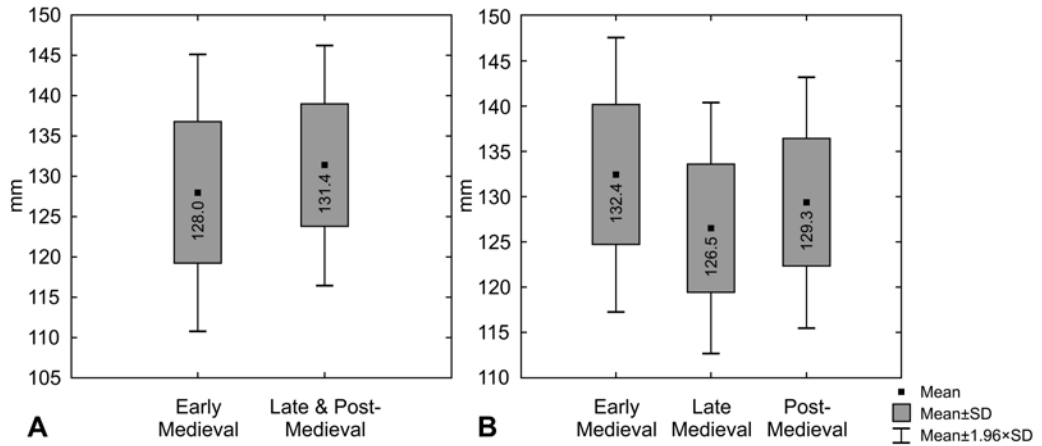 150
145
140
135
130
125
120
115
110
105
mm
128.0
131.4
Early
Medieval
Late & Post-
Medieval
A
150
145
140
135
130
125
120
115
110
mm
132.4
126.5
129.3
Early
Medieval
Late
Medieval
Post-
Medieval
B
Mean
Mean±SD
Mean±1.96×SD